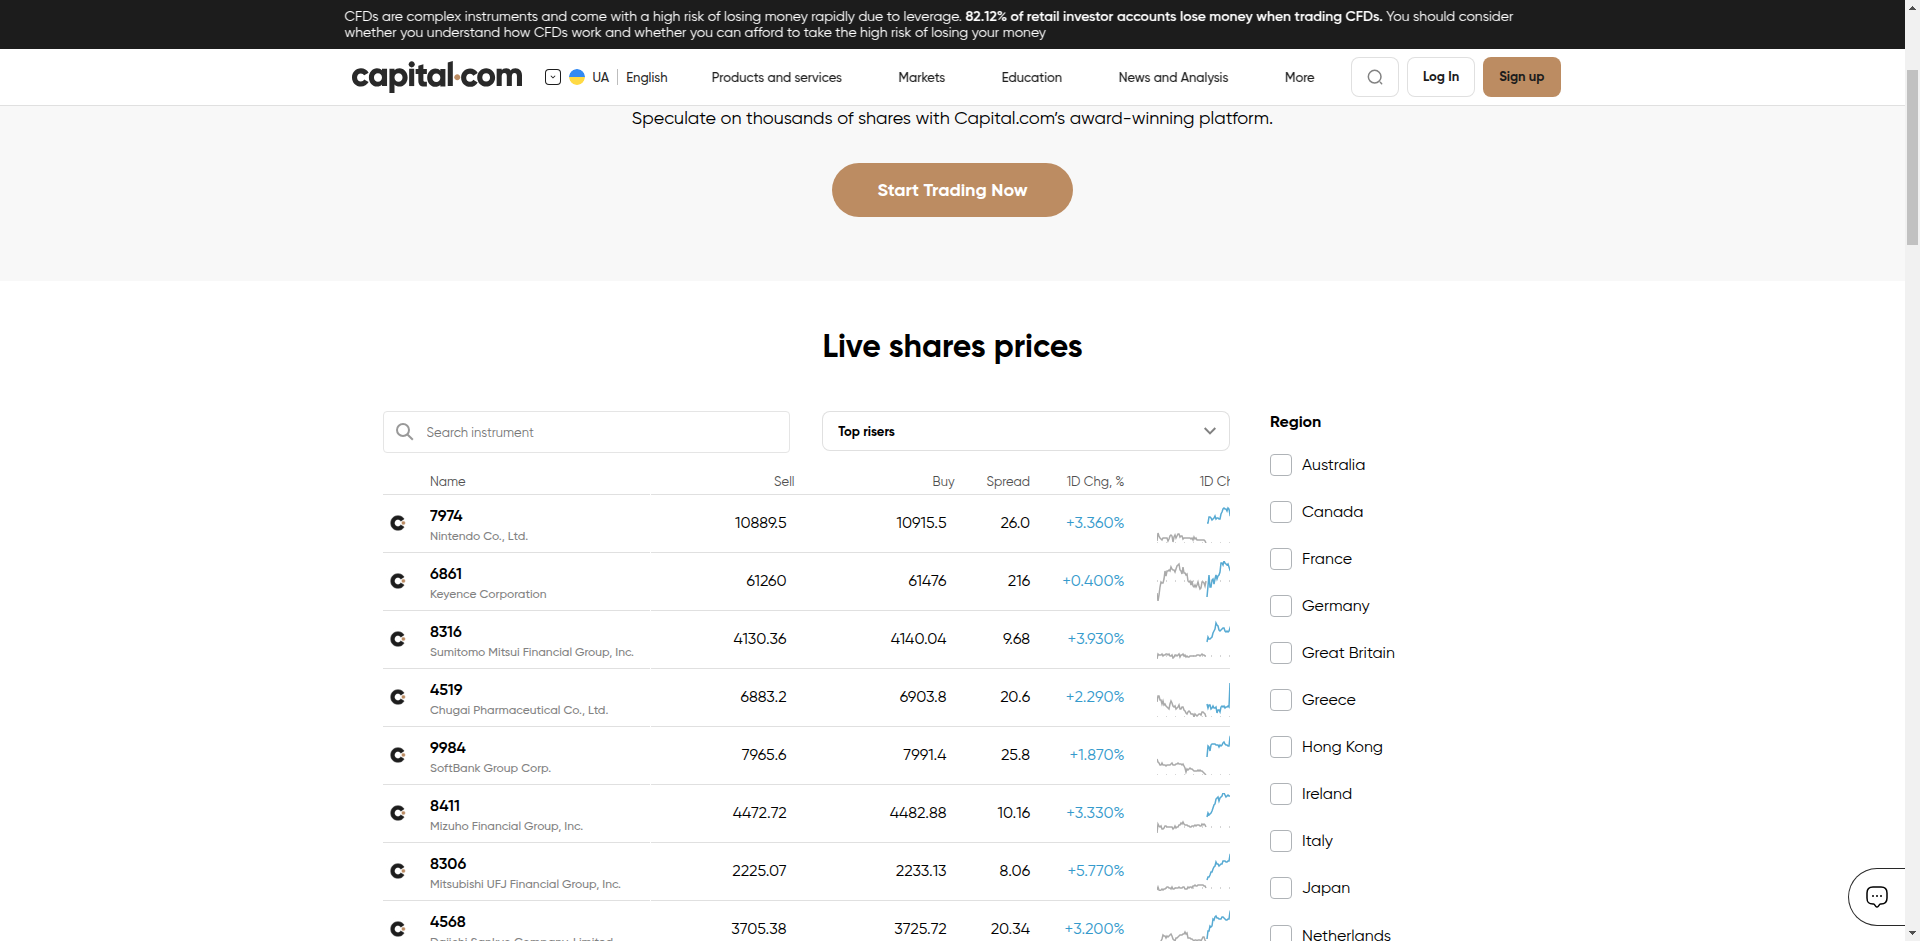 CFDs are complex instruments and come with a high risk of losing money rapidly due to leverage. 82.12% of retail investor accounts lose money when trading CFDs. You should consider
whether you understand how CFDs work and whether you can afford to take the high risk of losing your money
capital.com UA English Products and services Markets Education News and Analysis More Log In Sign up
Speculate on thousands of shares with Capital.com's award-winning platform.
Start Trading Now
Live shares prices
Search instrument
Top risers
Name Sell Buy Spread 1D Chg, % 1D Ch
7974 10889.5 10915.5 26.0 +3.360%
Nintendo Co., Ltd.
6861 61260 61476 216 +0.400%
Keyence Corporation
8316 4130.36 4140.04 9.68 +3.930%
Sumitomo Mitsui Financial Group, Inc.
4519 6883.2 6903.8 20.6 +2.290%
Chugai Pharmaceutical Co., Ltd.
9984 7965.6 7991.4 25.8 +1.870%
SoftBank Group Corp.
8411 4472.72 4482.88 10.16 +3.330%
Mizuho Financial Group, Inc.
8306 2225.07 2233.13 8.06 +5.770%
Mitsubishi UFJ Financial Group, Inc.
4568 3705.38 3725.72 20.34 +3.200%
Daiichi Sankyo Company, Limited
Region
Australia
Canada
France
Germany
Great Britain
Greece
Hong Kong
Ireland
Italy
Japan
Netherlands